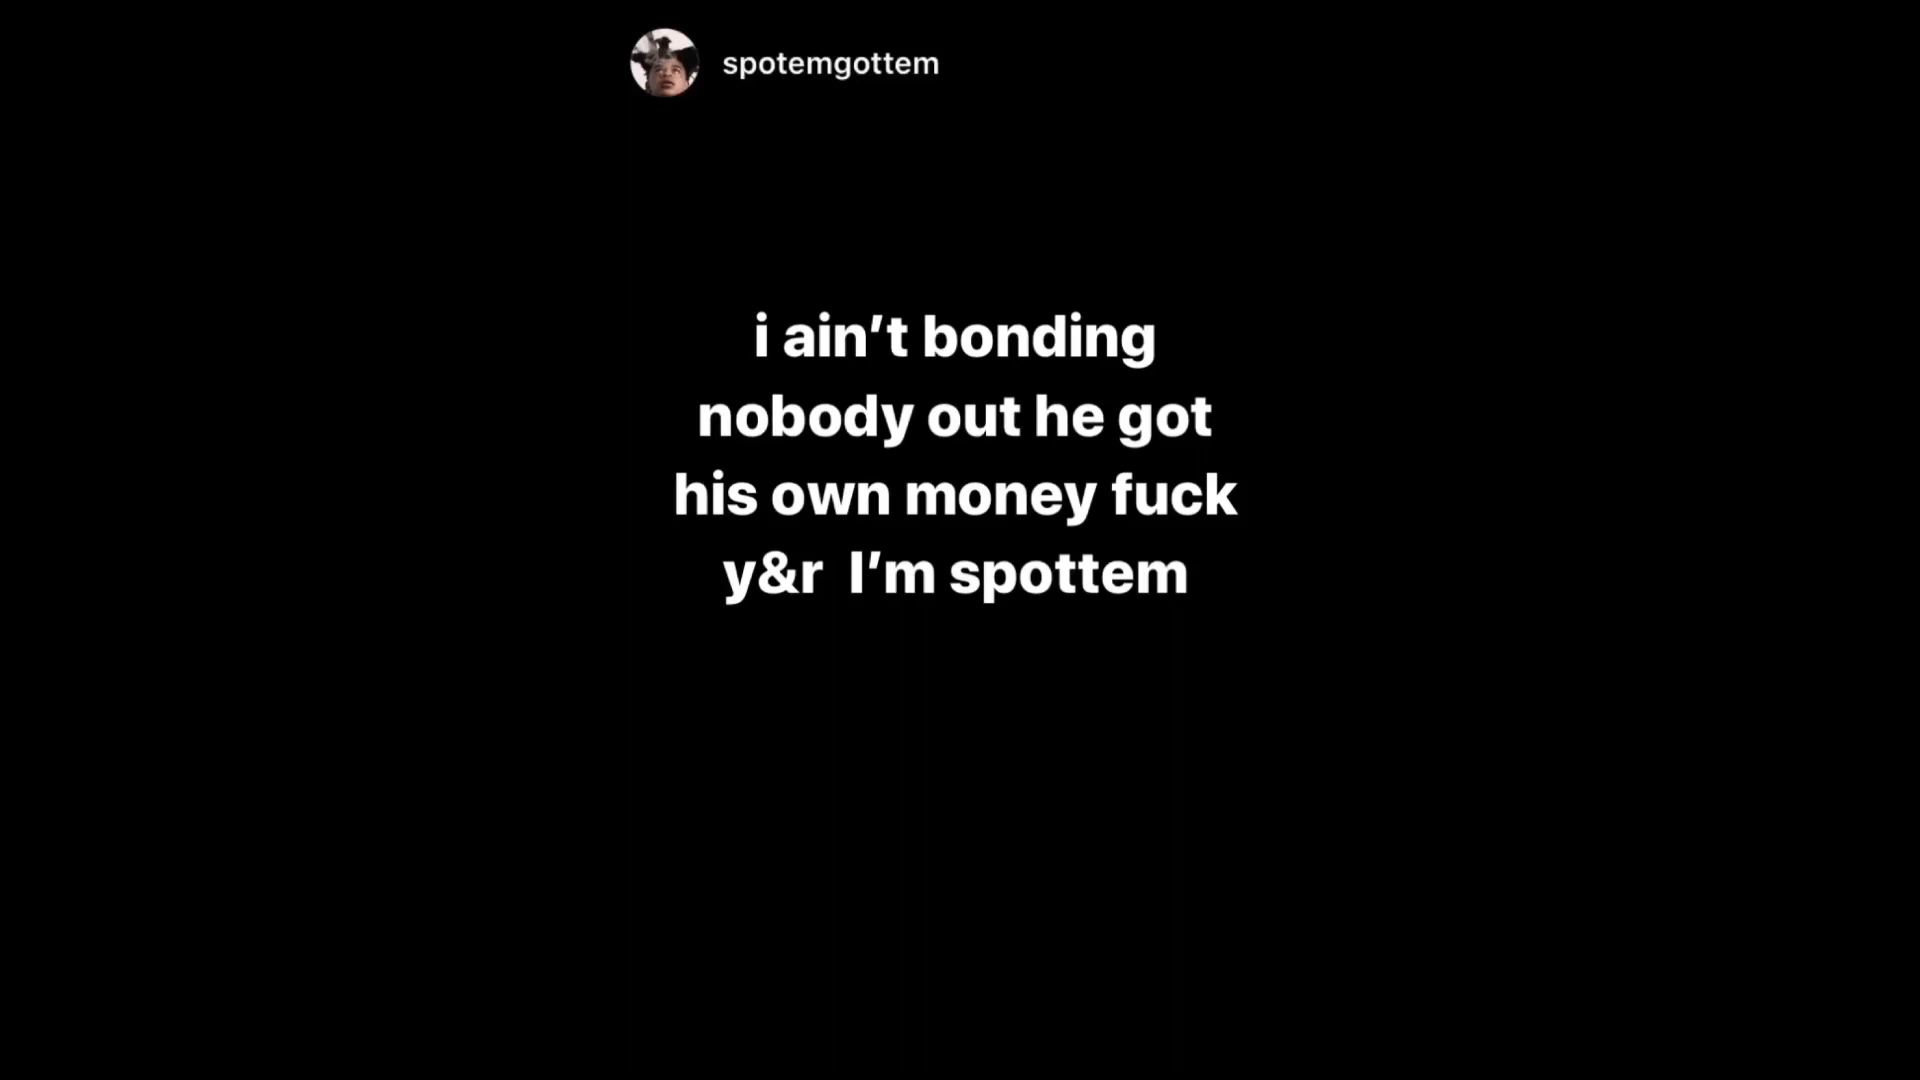 spotemgottem
i ain’t bonding
nobody out he got
his own money fuck
y&r  I’m spottem